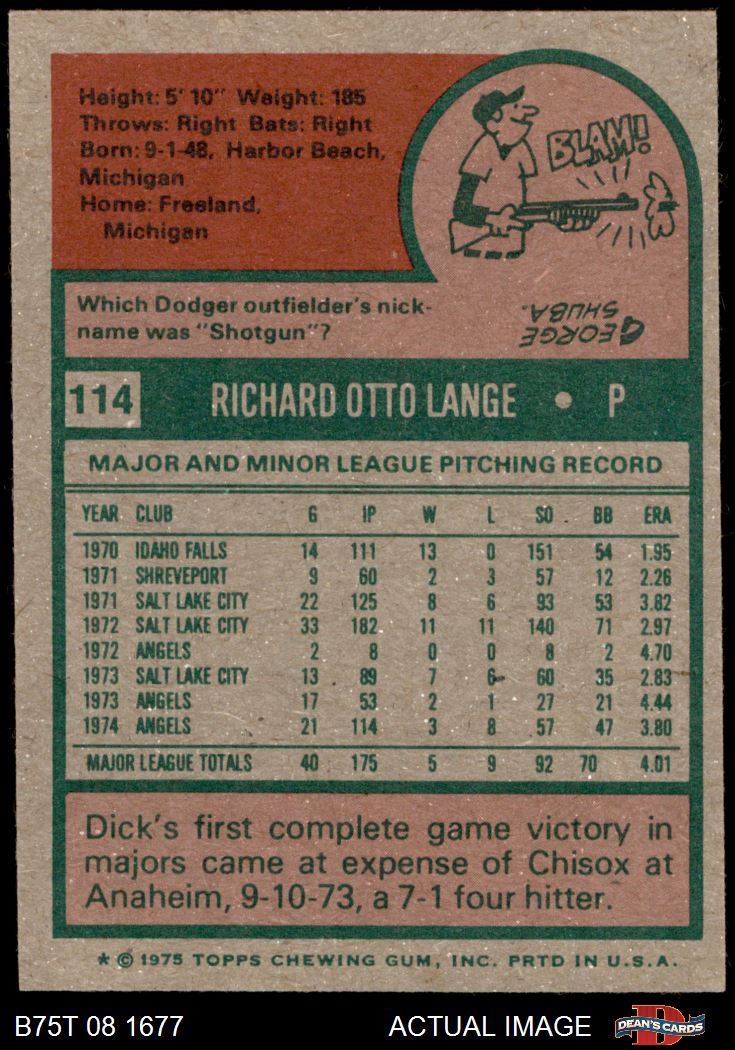 Height: 5' 10" Weight: 185
Throws: Right Bats: Right
Born: 9-1-48, Harbor Beach,
Michigan
Home: Freeland,
Michigan
BLAM!
Which Dodger outfielder's nick-
name was "Shotgun"?
GEORGE
SHUBA.
114 RICHARD OTTO LANGE • P
MAJOR AND MINOR LEAGUE PITCHING RECORD
YEAR CLUB G IP W L SO BB ERA
1970 IDAHO FALLS 14 111 13 0 151 54 1.95
1971 SHREVEPORT 9 60 2 3 57 12 2.26
1971 SALT LAKE CITY 22 125 8 6 93 53 3.82
1972 SALT LAKE CITY 33 182 11 11 140 71 2.97
1972 ANGELS 2 8 0 0 8 2 4.70
1973 SALT LAKE CITY 13 89 7 6 60 35 2.83
1973 ANGELS 17 53 2 1 27 21 4.44
1974 ANGELS 21 114 3 8 57 47 3.80
MAJOR LEAGUE TOTALS 40 175 5 9 92 70 4.01
Dick's first complete game victory in
majors came at expense of Chisox at
Anaheim, 9-10-73, a 7-1 four hitter.
* © 1975 TOPPS CHEWING GUM, INC. PRTD IN U.S.A.
B75T 08 1677 ACTUAL IMAGE D DEAN'S CARDS